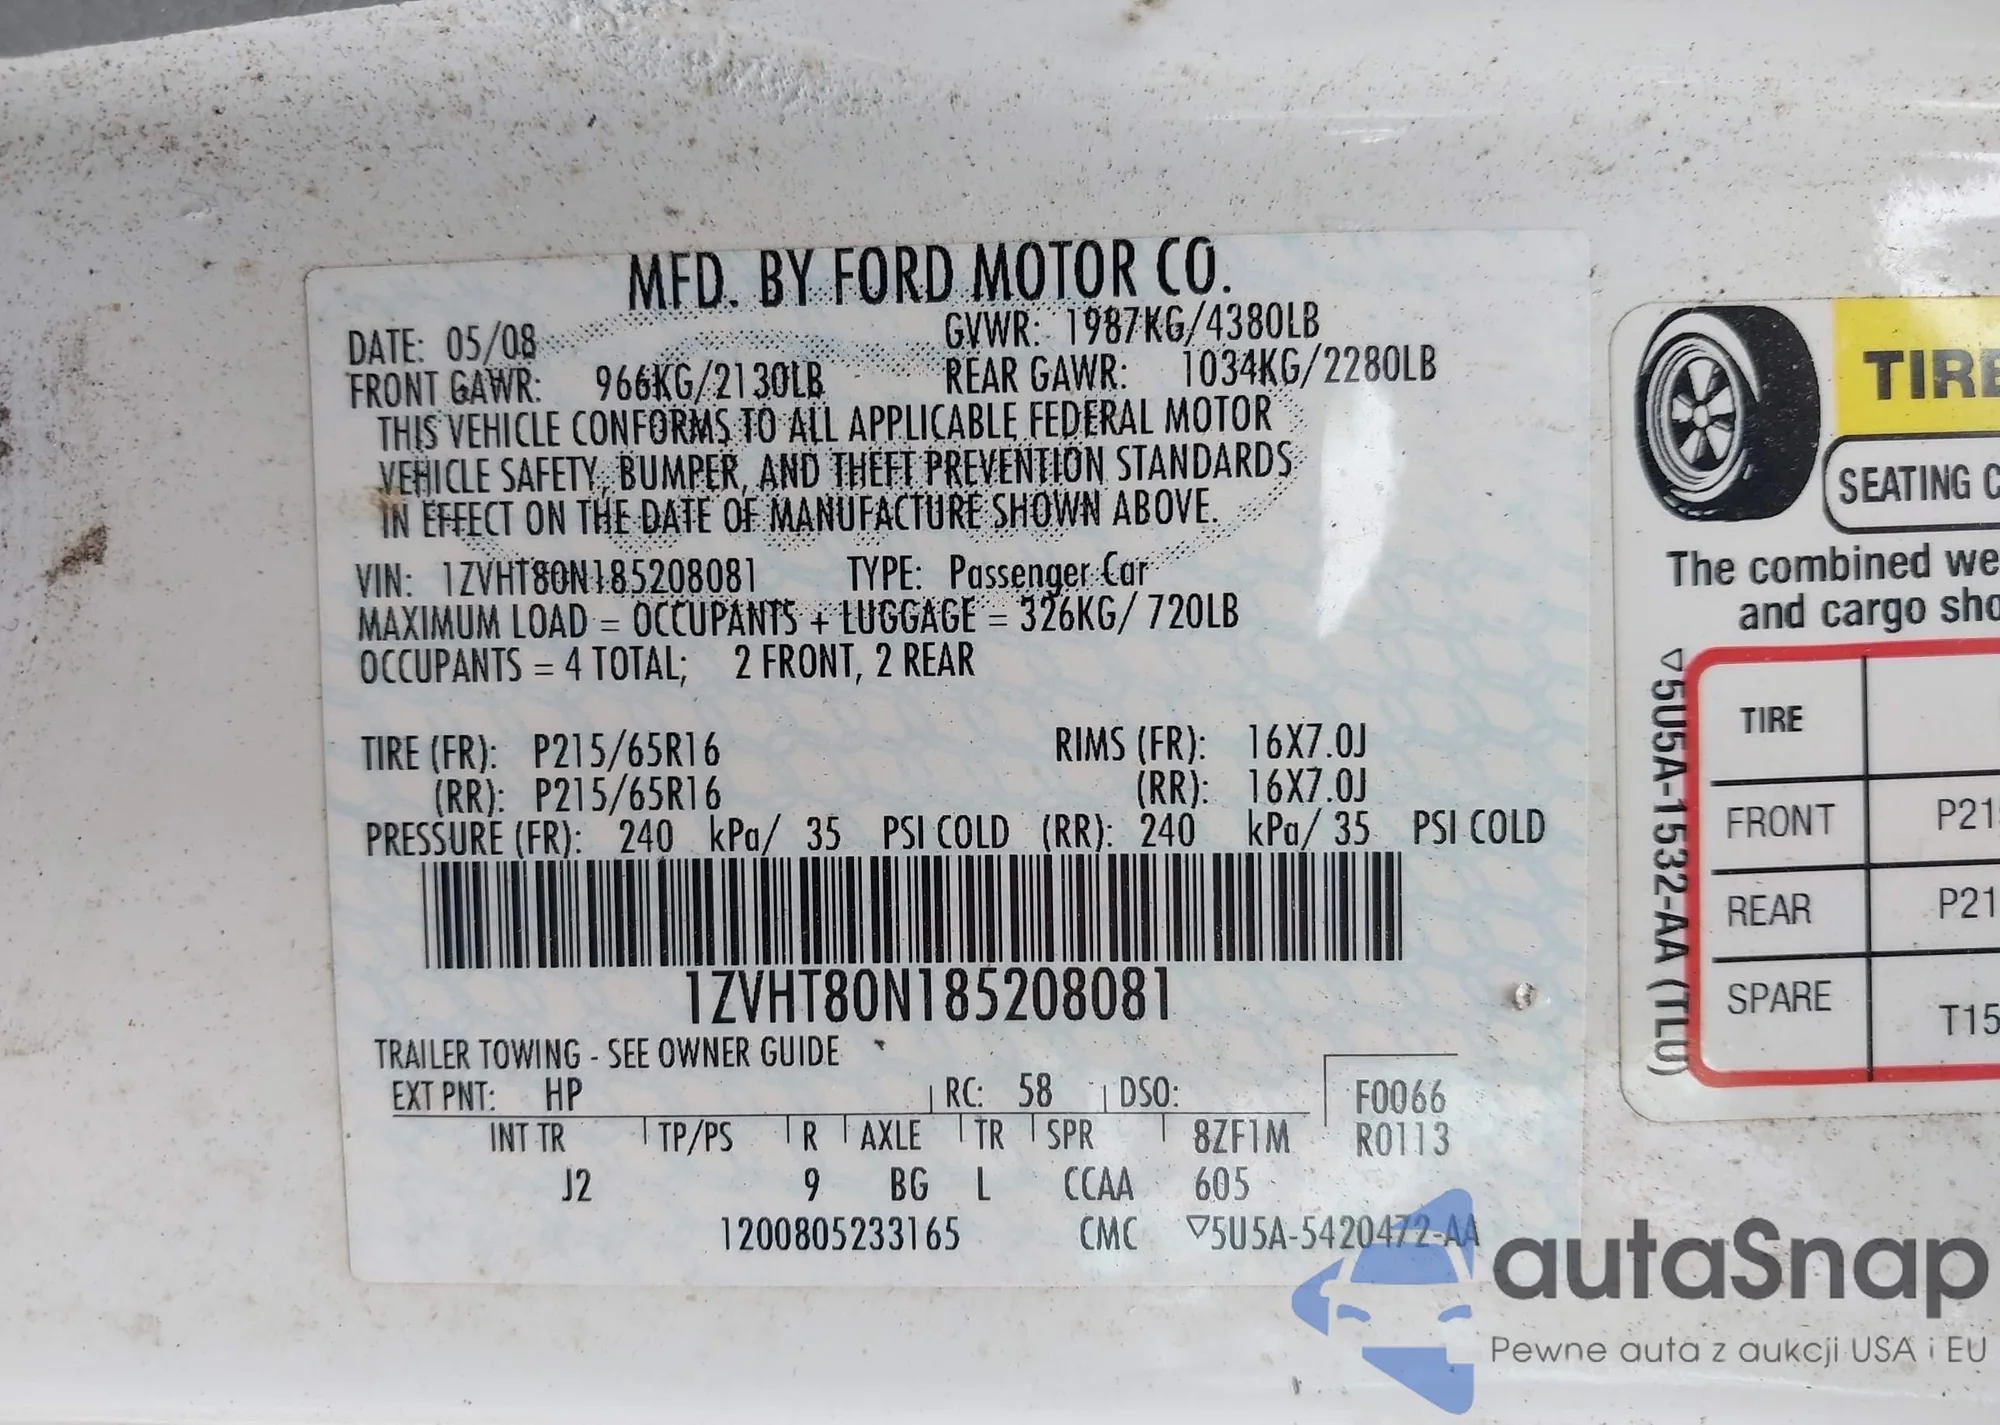 MFD. BY FORD MOTOR CO.
DATE: 05/08 GVWR: 1987KG/4380LB
FRONT GAWR: 966KG/2130LB REAR GAWR: 1034KG/2280LB
THIS VEHICLE CONFORMS TO ALL APPLICABLE FEDERAL MOTOR
VEHICLE SAFETY, BUMPER, AND THEFT PREVENTION STANDARDS
IN EFFECT ON THE DATE OF MANUFACTURE SHOWN ABOVE.
VIN: 1ZVHT80N185208081 TYPE: Passenger Car
MAXIMUM LOAD = OCCUPANTS + LUGGAGE = 326KG/ 720LB
OCCUPANTS = 4 TOTAL; 2 FRONT, 2 REAR
TIRE (FR): P215/65R16 RIMS (FR): 16X7.0J
(RR): P215/65R16 (RR): 16X7.0J
PRESSURE (FR): 240 kPa/ 35 PSI COLD (RR): 240 kPa/ 35 PSI COLD
1ZVHT80N185208081
TRAILER TOWING - SEE OWNER GUIDE
EXT PNT: HP RC: 58 DSO: F0066
INT TR TP/PS R AXLE TR SPR 8ZF1M R0113
J2 9 BG L CCAA 605
1200805233165 CMC ▽5U5A-5420472-AA
TIRE
SEATING C
The combined we
and cargo sho
▽5U5A-1532-AA (TLU)
TIRE
FRONT P215
REAR P21
SPARE T15
autaSnap
Pewne auta z aukcji USA i EU